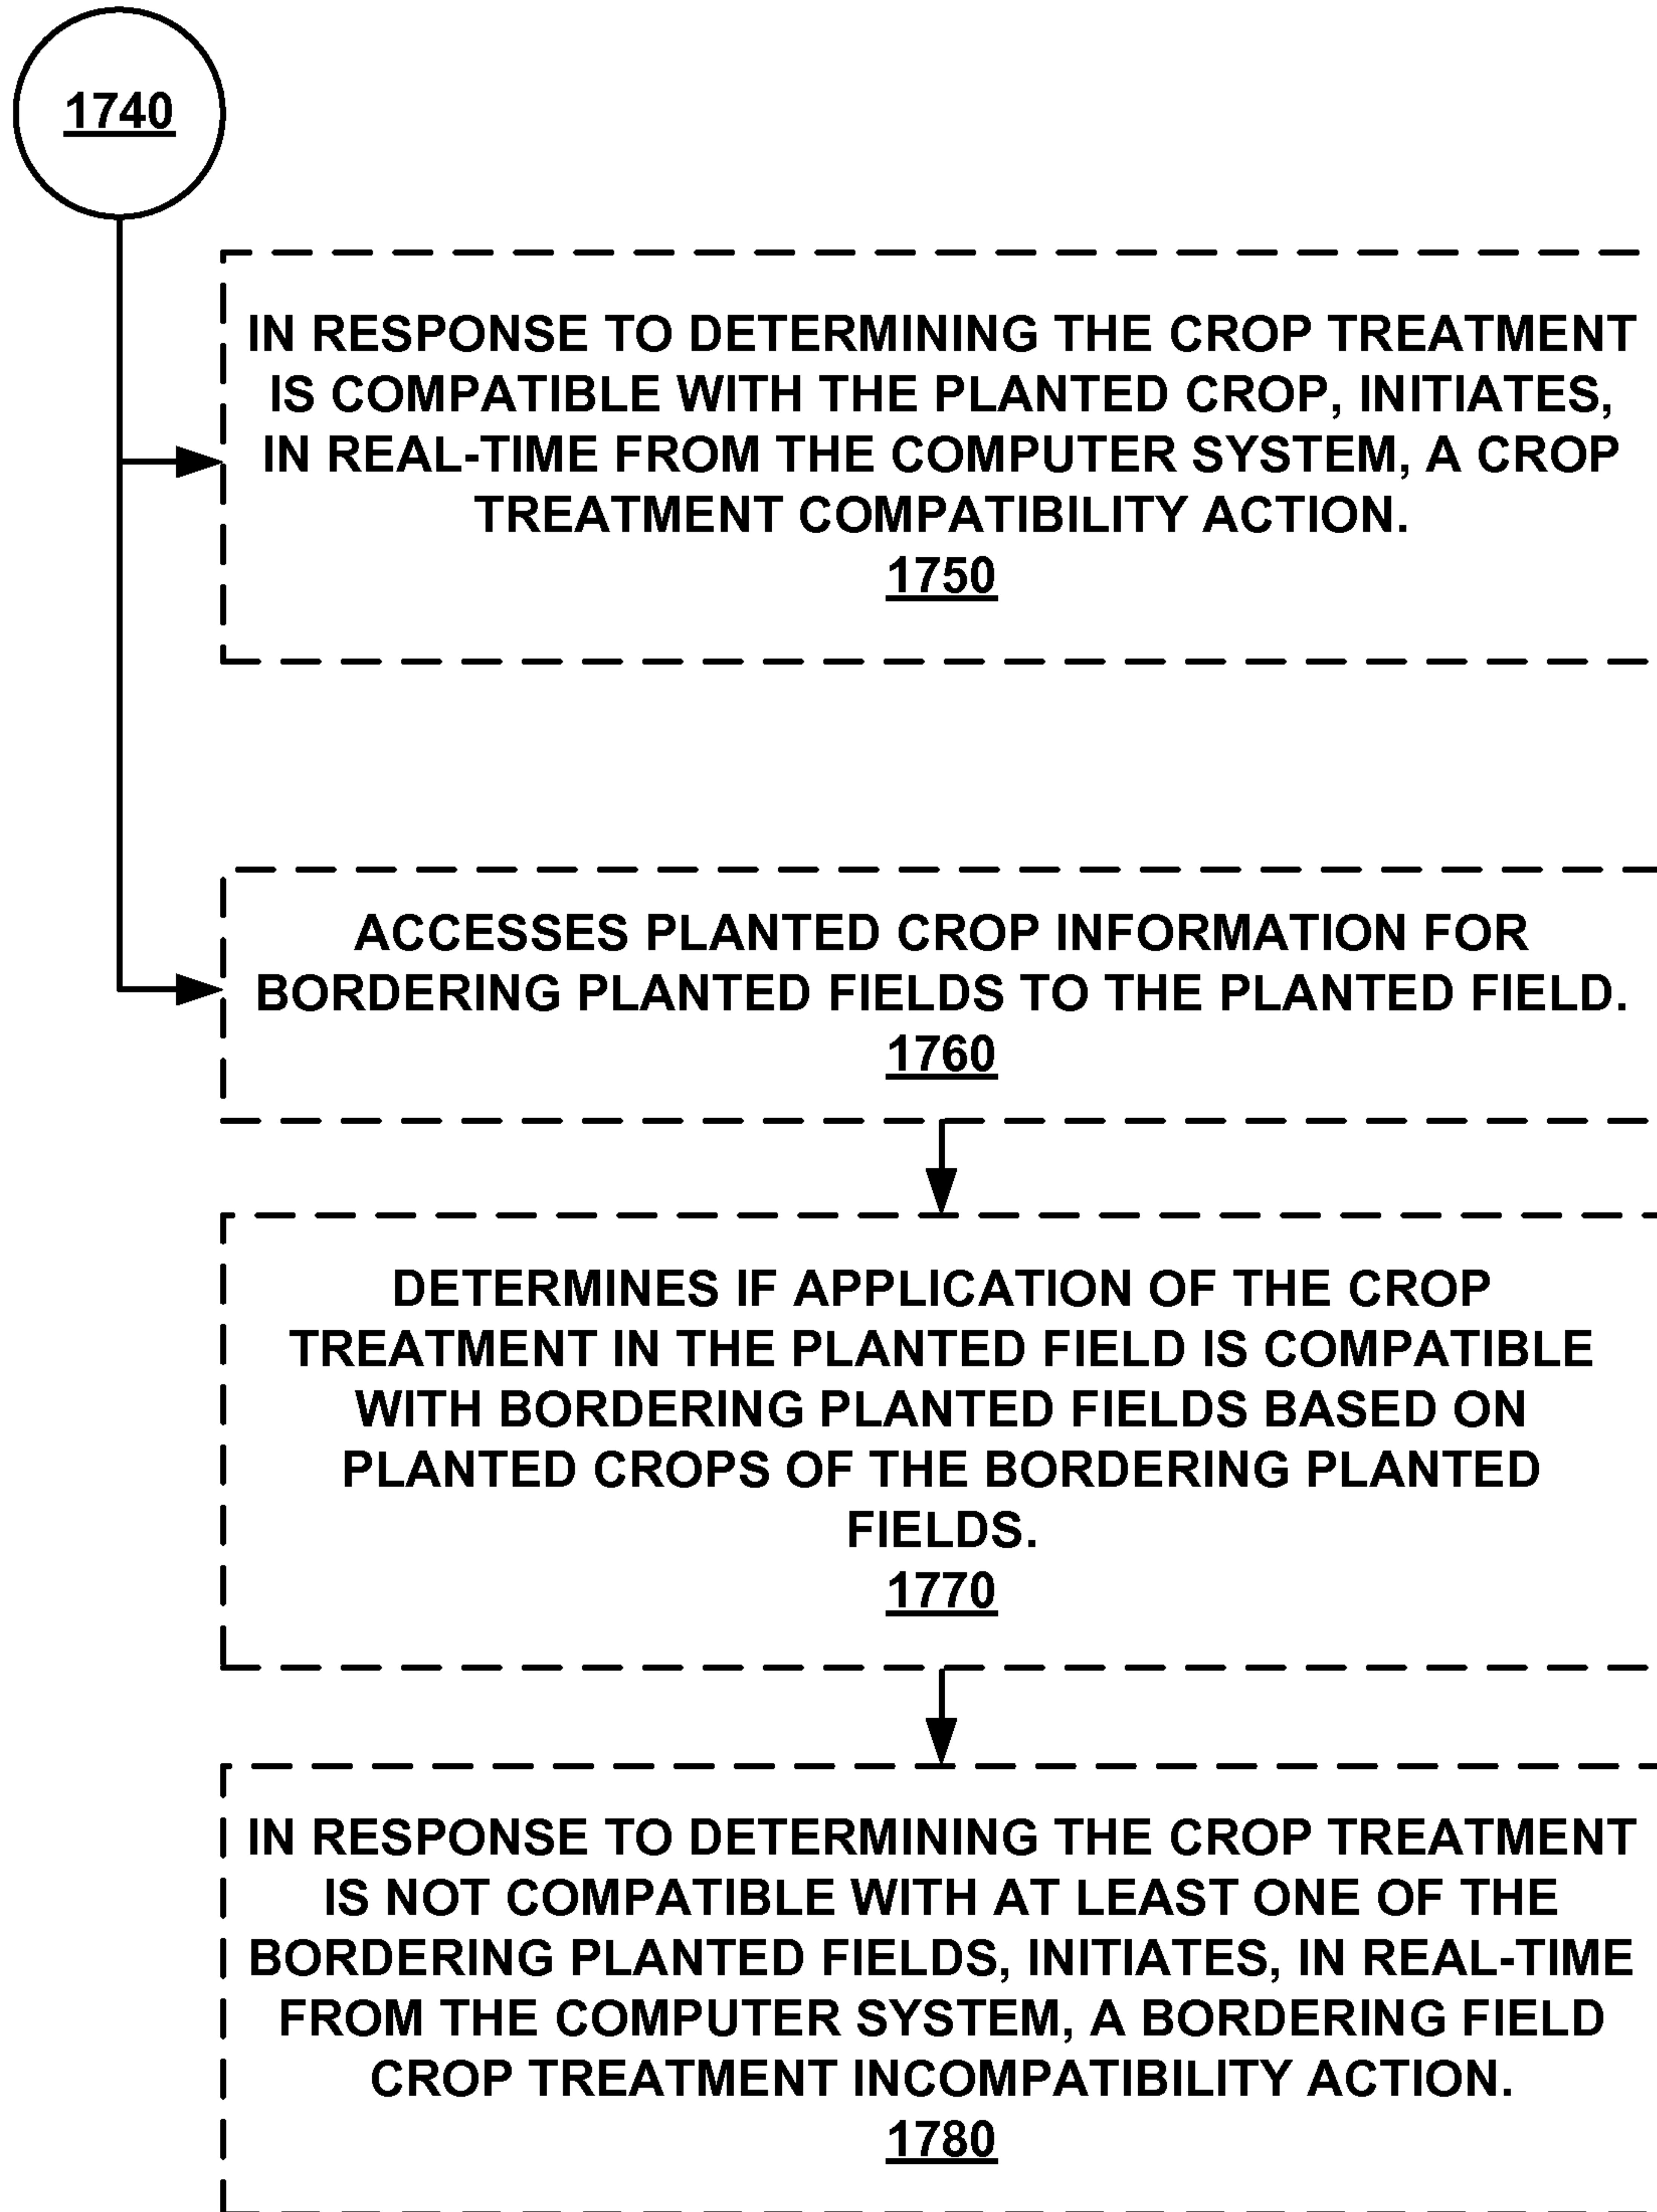 1740
IN RESPONSE TO DETERMINING THE CROP TREATMENT
IS COMPATIBLE WITH THE PLANTED CROP, INITIATES,
IN REAL-TIME FROM THE COMPUTER SYSTEM, A CROP
TREATMENT COMPATIBILITY ACTION.
1750
ACCESSES PLANTED CROP INFORMATION FOR
BORDERING PLANTED FIELDS TO THE PLANTED FIELD.
1760
DETERMINES IF APPLICATION OF THE CROP
TREATMENT IN THE PLANTED FIELD IS COMPATIBLE
WITH BORDERING PLANTED FIELDS BASED ON
PLANTED CROPS OF THE BORDERING PLANTED
FIELDS.
1770
IN RESPONSE TO DETERMINING THE CROP TREATMENT
IS NOT COMPATIBLE WITH AT LEAST ONE OF THE
BORDERING PLANTED FIELDS, INITIATES, IN REAL-TIME
FROM THE COMPUTER SYSTEM, A BORDERING FIELD
CROP TREATMENT INCOMPATIBILITY ACTION.
1780